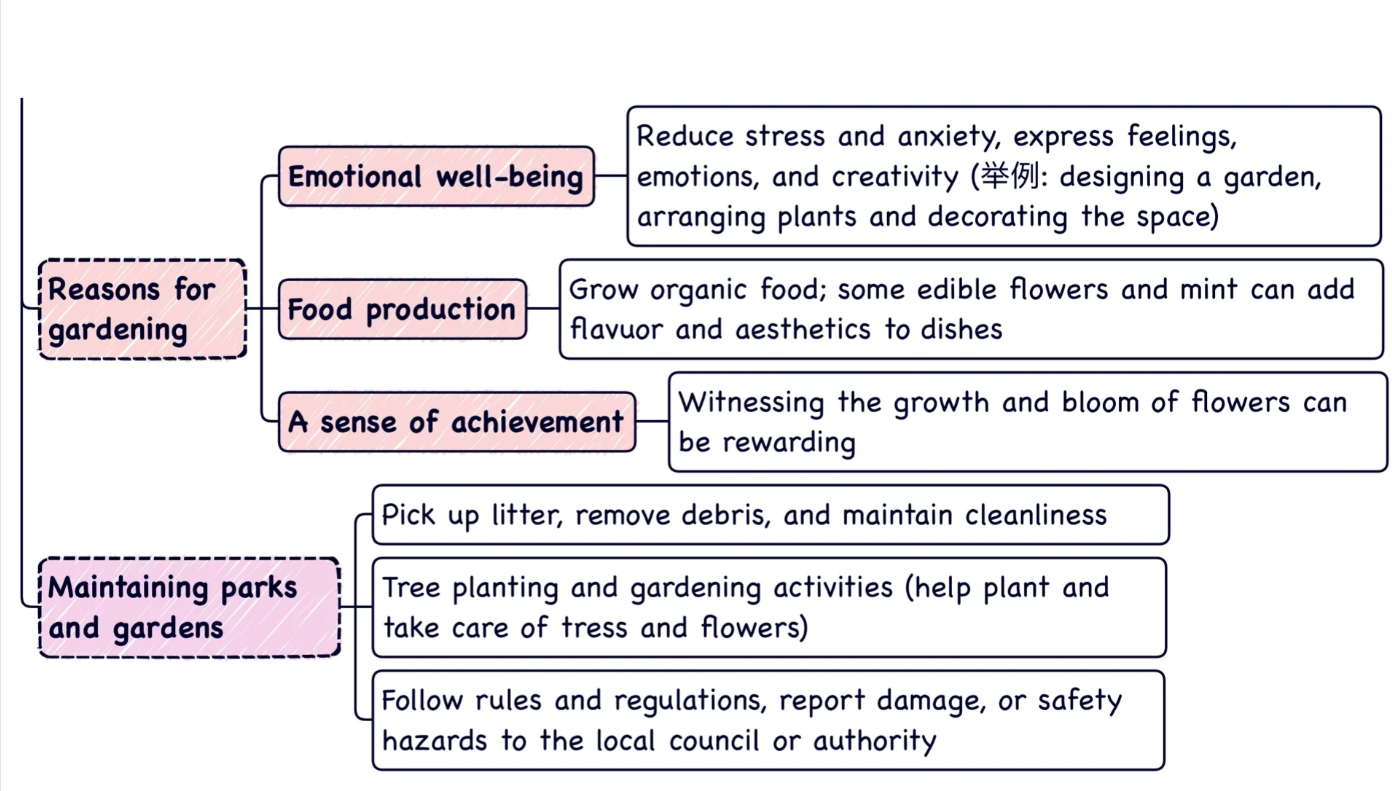 Reasons for
gardening
Emotional well-being
Reduce stress and anxiety, express feelings,
emotions, and creativity (举例: designing a garden,
arranging plants and decorating the space)
Food production
Grow organic food; some edible flowers and mint can add
flavuor and aesthetics to dishes
A sense of achievement
Witnessing the growth and bloom of flowers can
be rewarding
Maintaining parks
and gardens
Pick up litter, remove debris, and maintain cleanliness
Tree planting and gardening activities (help plant and
take care of tress and flowers)
Follow rules and regulations, report damage, or safety
hazards to the local council or authority